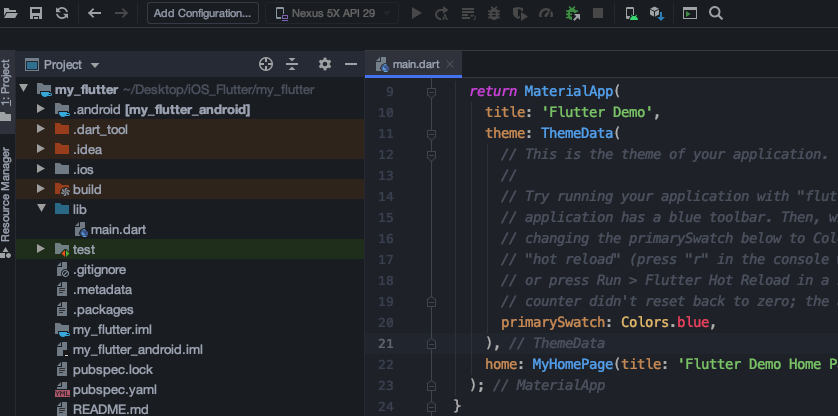 Add Configuration...
Nexus 5X API 29
1: Project
Resource Manager
Project
my_flutter ~/Desktop/iOS_Flutter/my_flutter
.android [my_flutter_android]
.dart_tool
.idea
.ios
build
lib
main.dart
test
.gitignore
.metadata
.packages
my_flutter.iml
my_flutter_android.iml
pubspec.lock
pubspec.yaml
README.md
main.dart
9 return MaterialApp(
10 title: 'Flutter Demo',
11 theme: ThemeData(
12 // This is the theme of your application.
13 //
14 // Try running your application with "flut
15 // application has a blue toolbar. Then, w
16 // changing the primarySwatch below to Col
17 // "hot reload" (press "r" in the console w
18 // or press Run > Flutter Hot Reload in a
19 // counter didn't reset back to zero; the
20 primarySwatch: Colors.blue,
21 ), // ThemeData
22 home: MyHomePage(title: 'Flutter Demo Home P
23 ); // MaterialApp
24 }